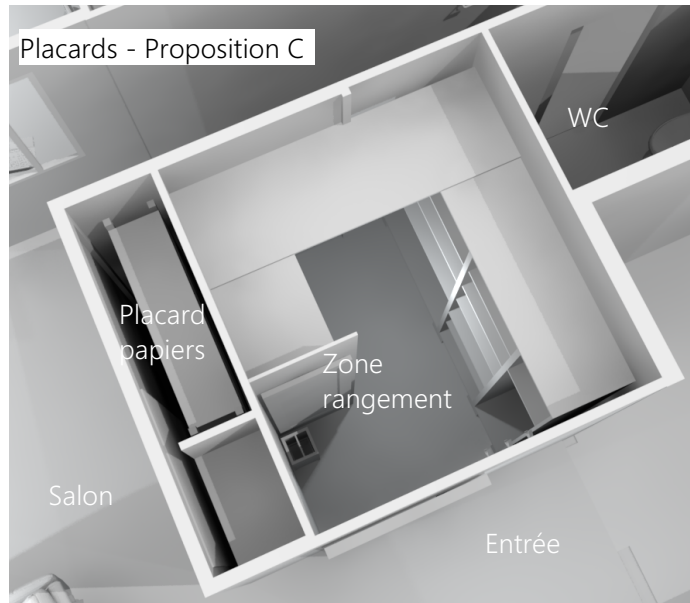 Placards - Proposition C
WC
Placard
papiers
Zone
rangement
Salon
Entrée